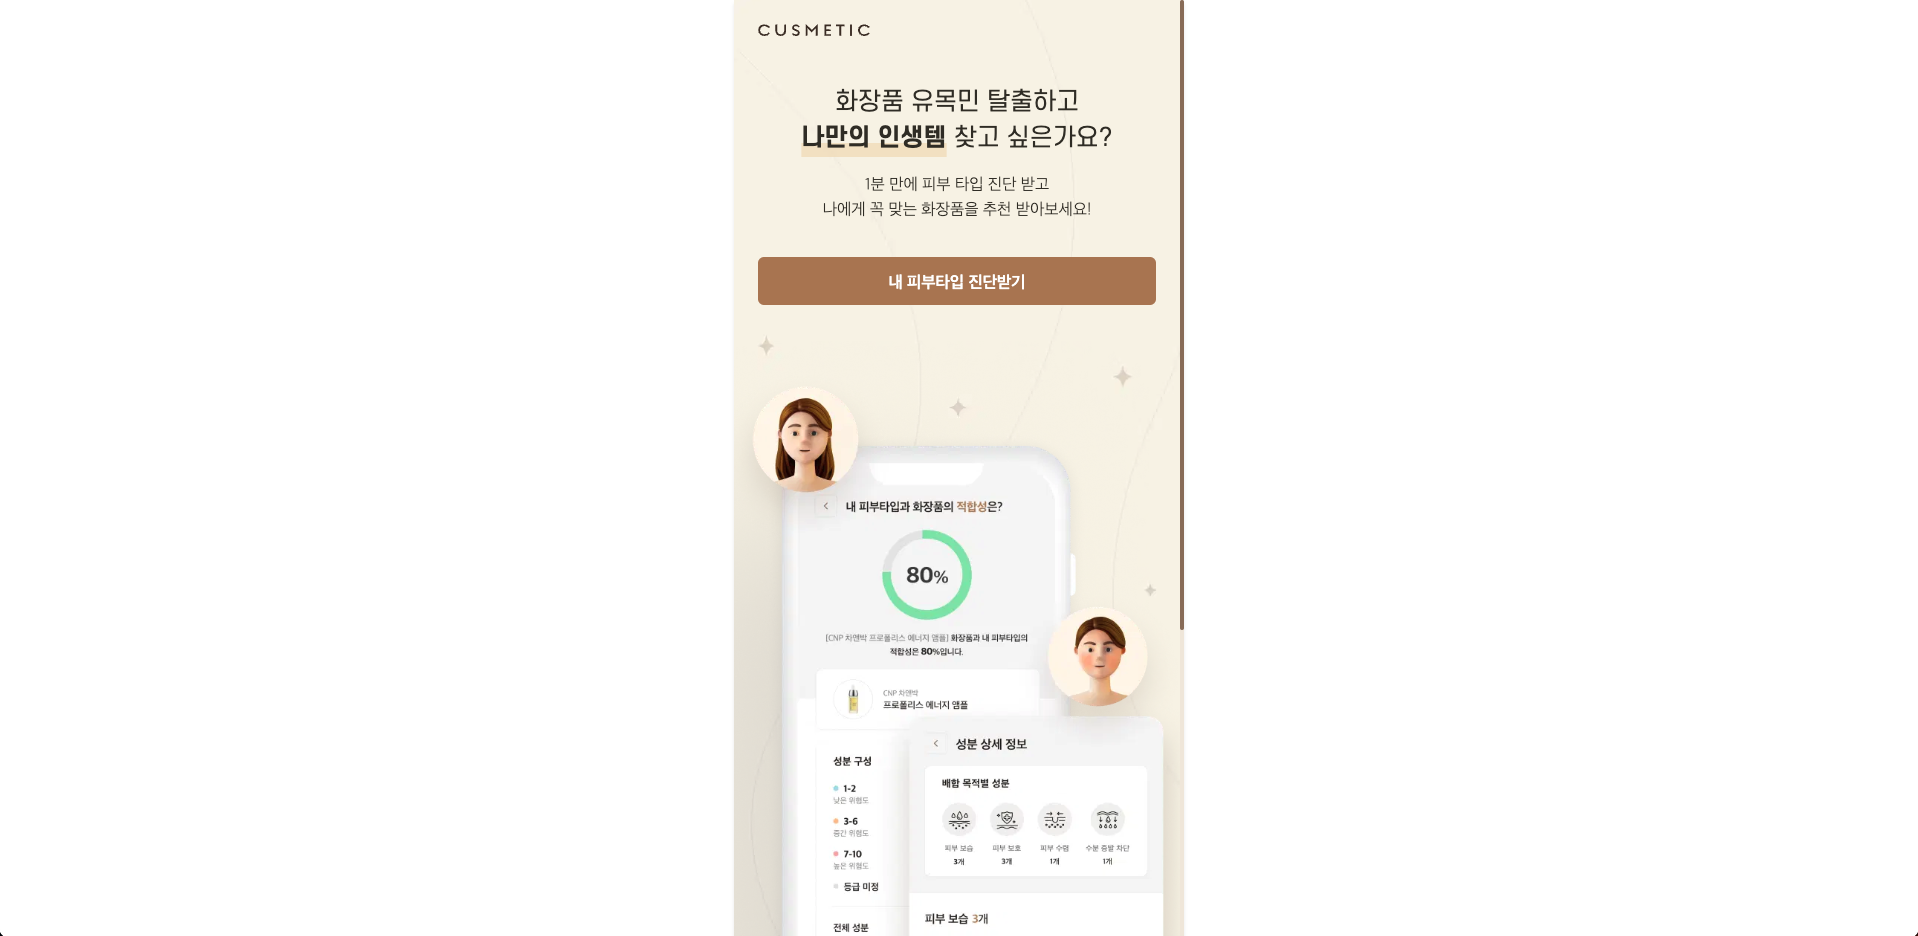 CUSMETIC
화장품 유목민 탈출하고
나만의 인생템 찾고 싶은가요?
1분 만에 피부 타입 진단 받고
나에게 꼭 맞는 화장품을 추천 받아보세요!
내 피부타입 진단받기
내 피부타입과 화장품의 적합성은?
80%
[CNP 차앤박 프로폴리스 에너지 앰플] 화장품과 내 피부타입의
적합성은 80%입니다.
CNP 차앤박
프로폴리스 에너지 앰플
성분 구성
1-2
낮은 위험도
3-6
중간 위험도
7-10
높은 위험도
등급 미정
전체 성분
성분 상세 정보
배합 목적별 성분
피부 보습
3개
피부 보호
3개
피부 수렴
1개
수분 증발 차단
1개
피부 보습 3개